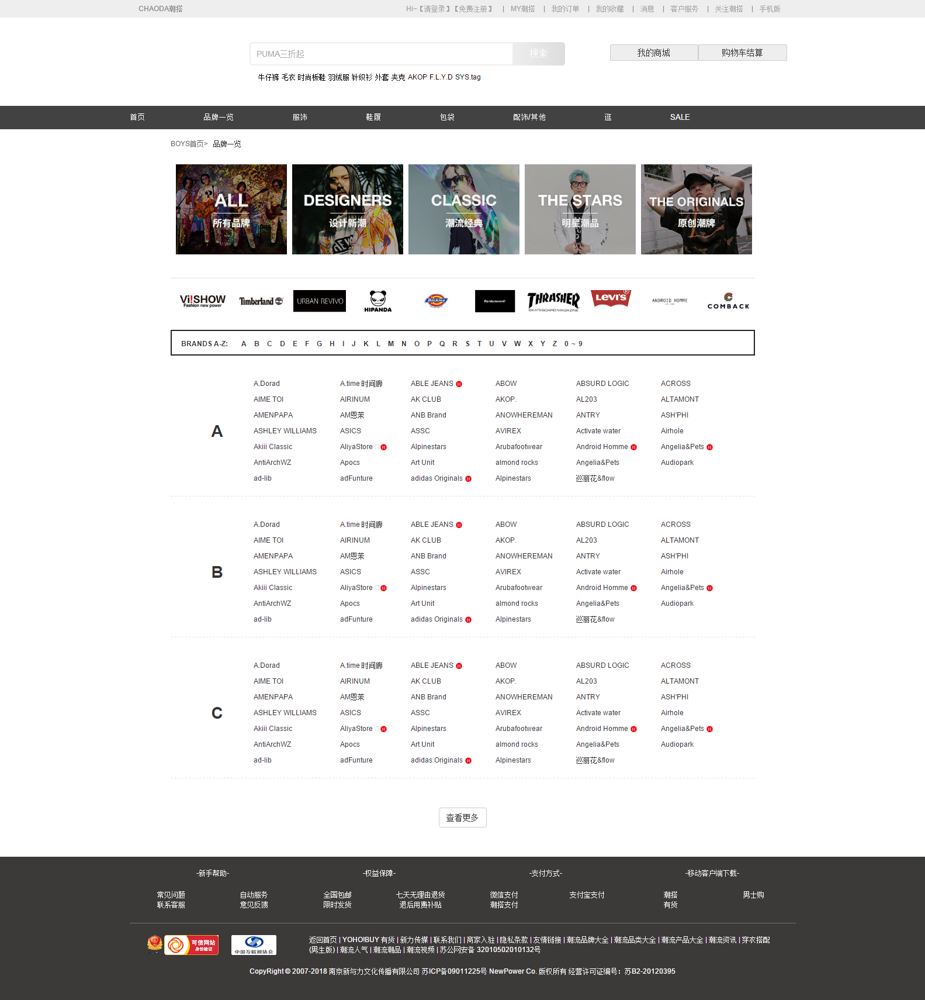 CHAODA潮搭
Hi~【请登录】【免费注册】 | MY潮搭 | 我的订单 | 我的收藏 | 消息 | 客户服务 | 关注潮搭 | 手机版
PUMA三折起 搜索 我的商城 购物车结算
牛仔裤 毛衣 时尚板鞋 羽绒服 针织衫 外套 夹克 AKOP F.L.Y.D SYS.tag
首页 品牌一览 服饰 鞋履 包袋 配饰/其他 逛 SALE
BOYS首页> 品牌一览
ALL DESIGNERS CLASSIC THE STARS THE ORIGINALS
所有品牌 设计新潮 潮流经典 明星潮品 原创潮牌
Vi!SHOW Timberland URBAN REVIVO HIPANDA Dickies Randomevent THRASHER LEVI'S ANDROID HOMME COMBACK
Fashion new power SKATEBOARD MAGAZINE
BRANDS A-Z: A B C D E F G H I J K L M N O P Q R S T U V W X Y Z 0 ~ 9
A
A.Dorad A.time 时间廊 ABLE JEANS H ABOW ABSURD LOGIC ACROSS
AIME TOI AIRINUM AK CLUB AKOP. AL203 ALTAMONT
AMENPAPA AM恩茉 ANB Brand ANOWHEREMAN ANTRY ASH'PHI
ASHLEY WILLIAMS ASICS ASSC AVIREX Activate water Airhole
Akiii Classic AliyaStore H Alpinestars Arubafootwear Android Homme H Angelia&Pets H
AntiArchWZ Apocs Art Unit almond rocks Angelia&Pets Audiopark
ad-lib adFunture adidas Originals H Alpinestars 巡丽花&flow
B
A.Dorad A.time 时间廊 ABLE JEANS H ABOW ABSURD LOGIC ACROSS
AIME TOI AIRINUM AK CLUB AKOP. AL203 ALTAMONT
AMENPAPA AM恩茉 ANB Brand ANOWHEREMAN ANTRY ASH'PHI
ASHLEY WILLIAMS ASICS ASSC AVIREX Activate water Airhole
Akiii Classic AliyaStore H Alpinestars Arubafootwear Android Homme H Angelia&Pets H
AntiArchWZ Apocs Art Unit almond rocks Angelia&Pets Audiopark
ad-lib adFunture adidas Originals H Alpinestars 巡丽花&flow
C
A.Dorad A.time 时间廊 ABLE JEANS H ABOW ABSURD LOGIC ACROSS
AIME TOI AIRINUM AK CLUB AKOP. AL203 ALTAMONT
AMENPAPA AM恩茉 ANB Brand ANOWHEREMAN ANTRY ASH'PHI
ASHLEY WILLIAMS ASICS ASSC AVIREX Activate water Airhole
Akiii Classic AliyaStore H Alpinestars Arubafootwear Android Homme H Angelia&Pets H
AntiArchWZ Apocs Art Unit almond rocks Angelia&Pets Audiopark
ad-lib adFunture adidas Originals H Alpinestars 巡丽花&flow
查看更多
-新手帮助- -权益保障- -支付方式- -移动客户端下载-
常见问题 自动服务 全国包邮 七天无理由退货 微信支付 支付宝支付 潮搭 男士购
联系客服 意见反馈 限时发货 退后用费补贴 潮搭支付 有货
可信网站
身份验证
中国互联网协会
返回首页 | YOHO!BUY 有货 | 新力传媒 | 联系我们 | 商家入驻 | 隐私条款 | 友情链接 | 潮流品牌大全 | 潮流品类大全 | 潮流产品大全 | 潮流资讯 | 穿衣搭配
(男生版) | 潮流人气 | 潮流潮品 | 潮流视频 | 苏公网安备 32010502010132号
CopyRight © 2007-2018 南京新与力文化传播有限公司 苏ICP备09011225号 NewPower Co. 版权所有 经营许可证编号：苏B2-20120395